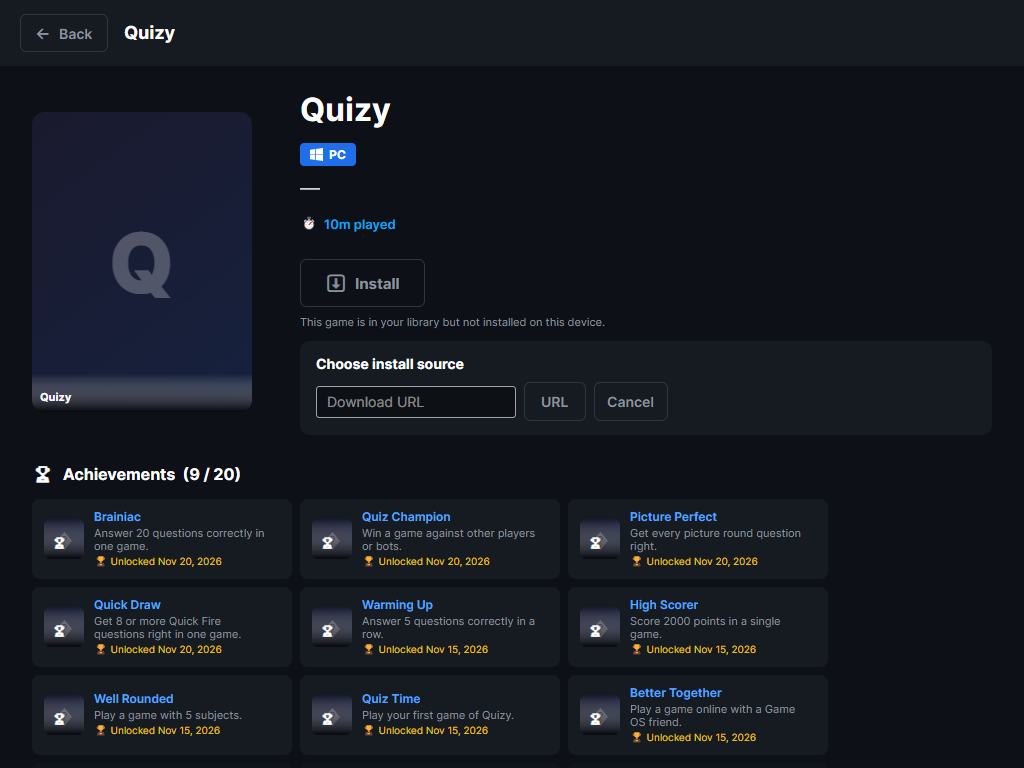 Back
Quizy
Quizy
PC
—
10m played
Install
This game is in your library but not installed on this device.
Choose install source
Download URL
URL
Cancel
Q
Quizy
Achievements (9 / 20)
Brainiac
Answer 20 questions correctly in
one game.
Unlocked Nov 20, 2026
Quiz Champion
Win a game against other players
or bots.
Unlocked Nov 20, 2026
Picture Perfect
Get every picture round question
right.
Unlocked Nov 20, 2026
Quick Draw
Get 8 or more Quick Fire
questions right in one game.
Unlocked Nov 20, 2026
Warming Up
Answer 5 questions correctly in a
row.
Unlocked Nov 15, 2026
High Scorer
Score 2000 points in a single
game.
Unlocked Nov 15, 2026
Well Rounded
Play a game with 5 subjects.
Unlocked Nov 15, 2026
Quiz Time
Play your first game of Quizy.
Unlocked Nov 15, 2026
Better Together
Play a game online with a Game
OS friend.
Unlocked Nov 15, 2026